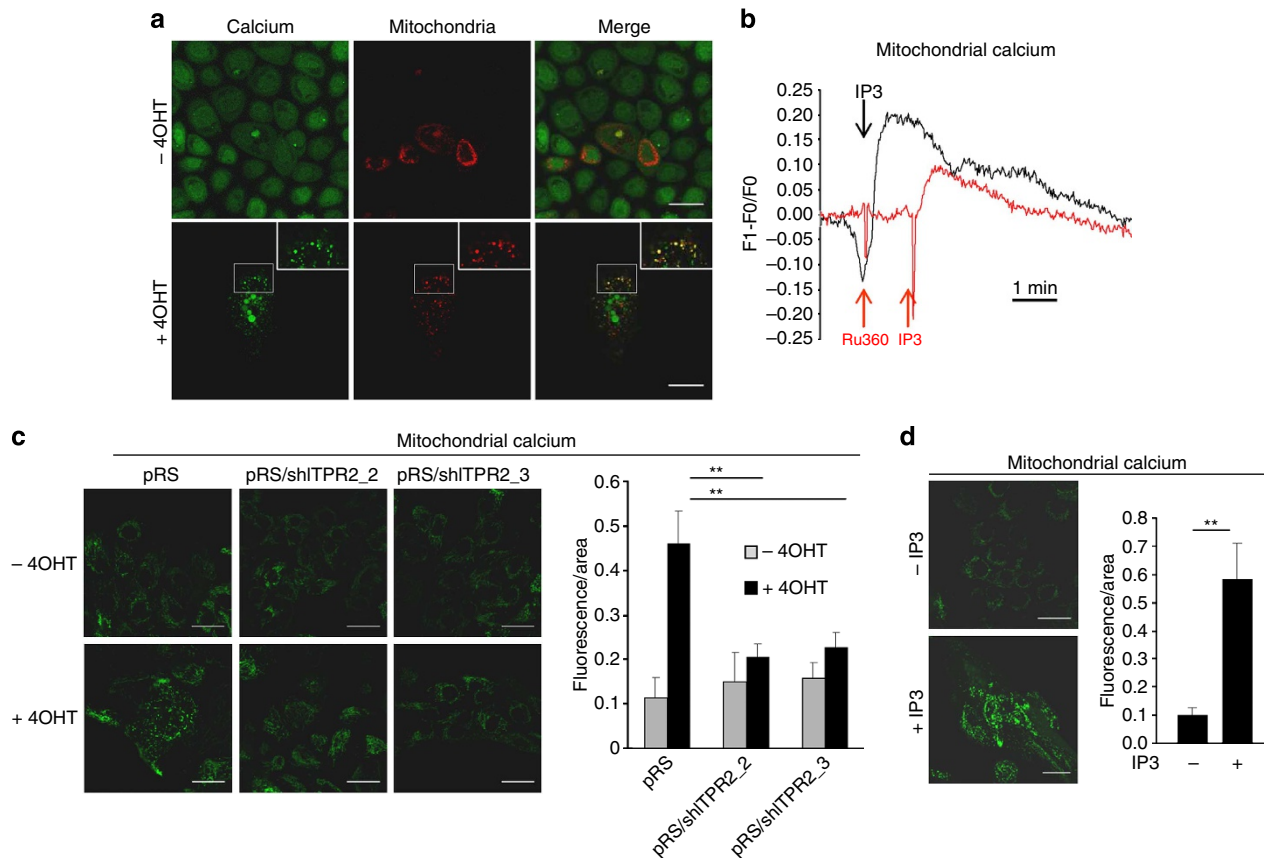 a
Calcium
Mitochondria
Merge
– 4OHT
+ 4OHT
b
Mitochondrial calcium
IP3
0.25
0.20
0.15
0.10
0.05
0.00
–0.05
–0.10
–0.15
–0.20
–0.25
F1-F0/F0
1 min
Ru360
IP3
c
Mitochondrial calcium
pRS
pRS/shITPR2_2
pRS/shITPR2_3
– 4OHT
+ 4OHT
0.6
0.5
0.4
0.3
0.2
0.1
0
Fluorescence/area
**
**
– 4OHT
+ 4OHT
pRS
pRS/shITPR2_2
pRS/shITPR2_3
d
Mitochondrial calcium
– IP3
+ IP3
0.8
0.7
0.6
0.5
0.4
0.3
0.2
0.1
0.0
Fluorescence/area
**
IP3 – +